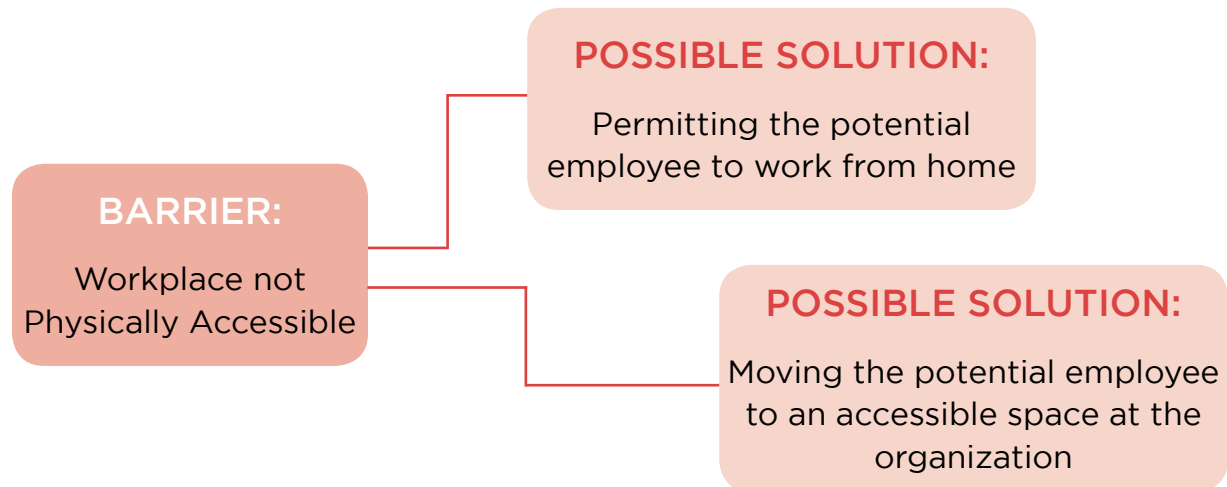 BARRIER:
Workplace not
Physically Accessible
POSSIBLE SOLUTION:
Permitting the potential
employee to work from home
POSSIBLE SOLUTION:
Moving the potential employee
to an accessible space at the
organization